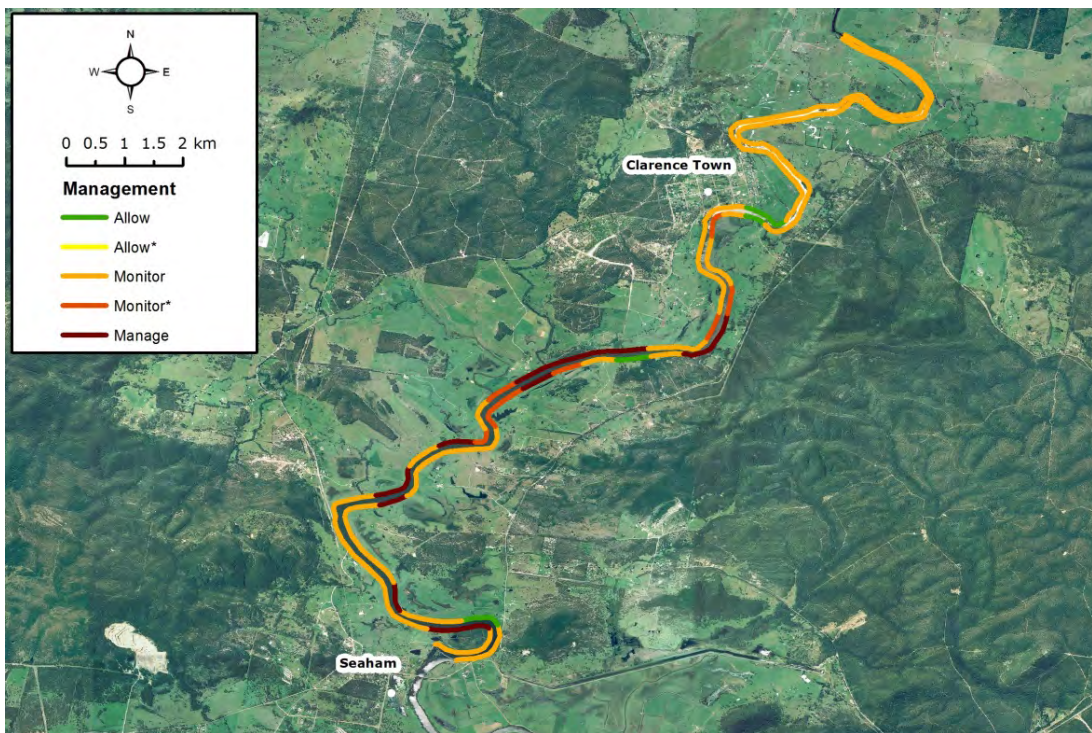 N
W E
S
0 0.5 1 1.5 2 km
Management
Allow
Allow*
Monitor
Monitor*
Manage
Clarence Town
Seaham